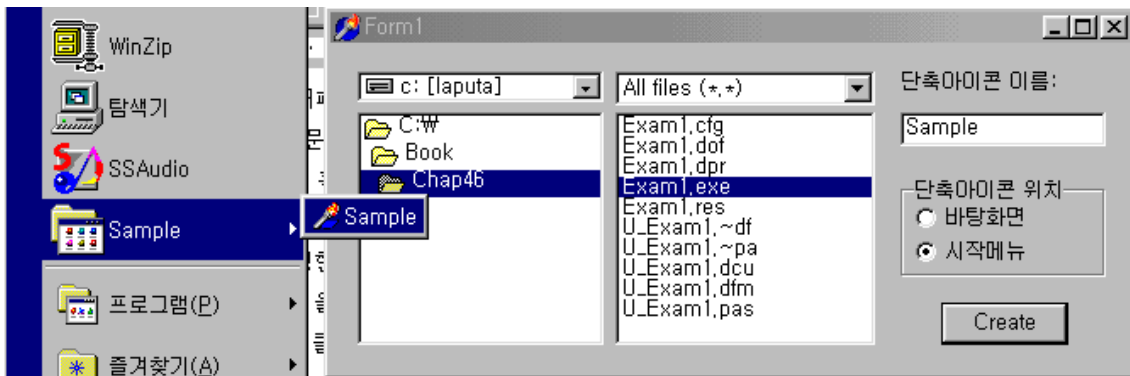 WinZip
탐색기
SSAudio
Sample
프로그램(P)
즐겨찾기(A)
Sample
Form1
c: [laputa]
C:₩
Book
Chap46
All files (*.*)
Exam1.cfg
Exam1.dof
Exam1.dpr
Exam1.exe
Exam1.res
U_Exam1.~df
U_Exam1.~pa
U_Exam1.dcu
U_Exam1.dfm
U_Exam1.pas
단축아이콘 이름:
Sample
단축아이콘 위치
바탕화면
시작메뉴
Create